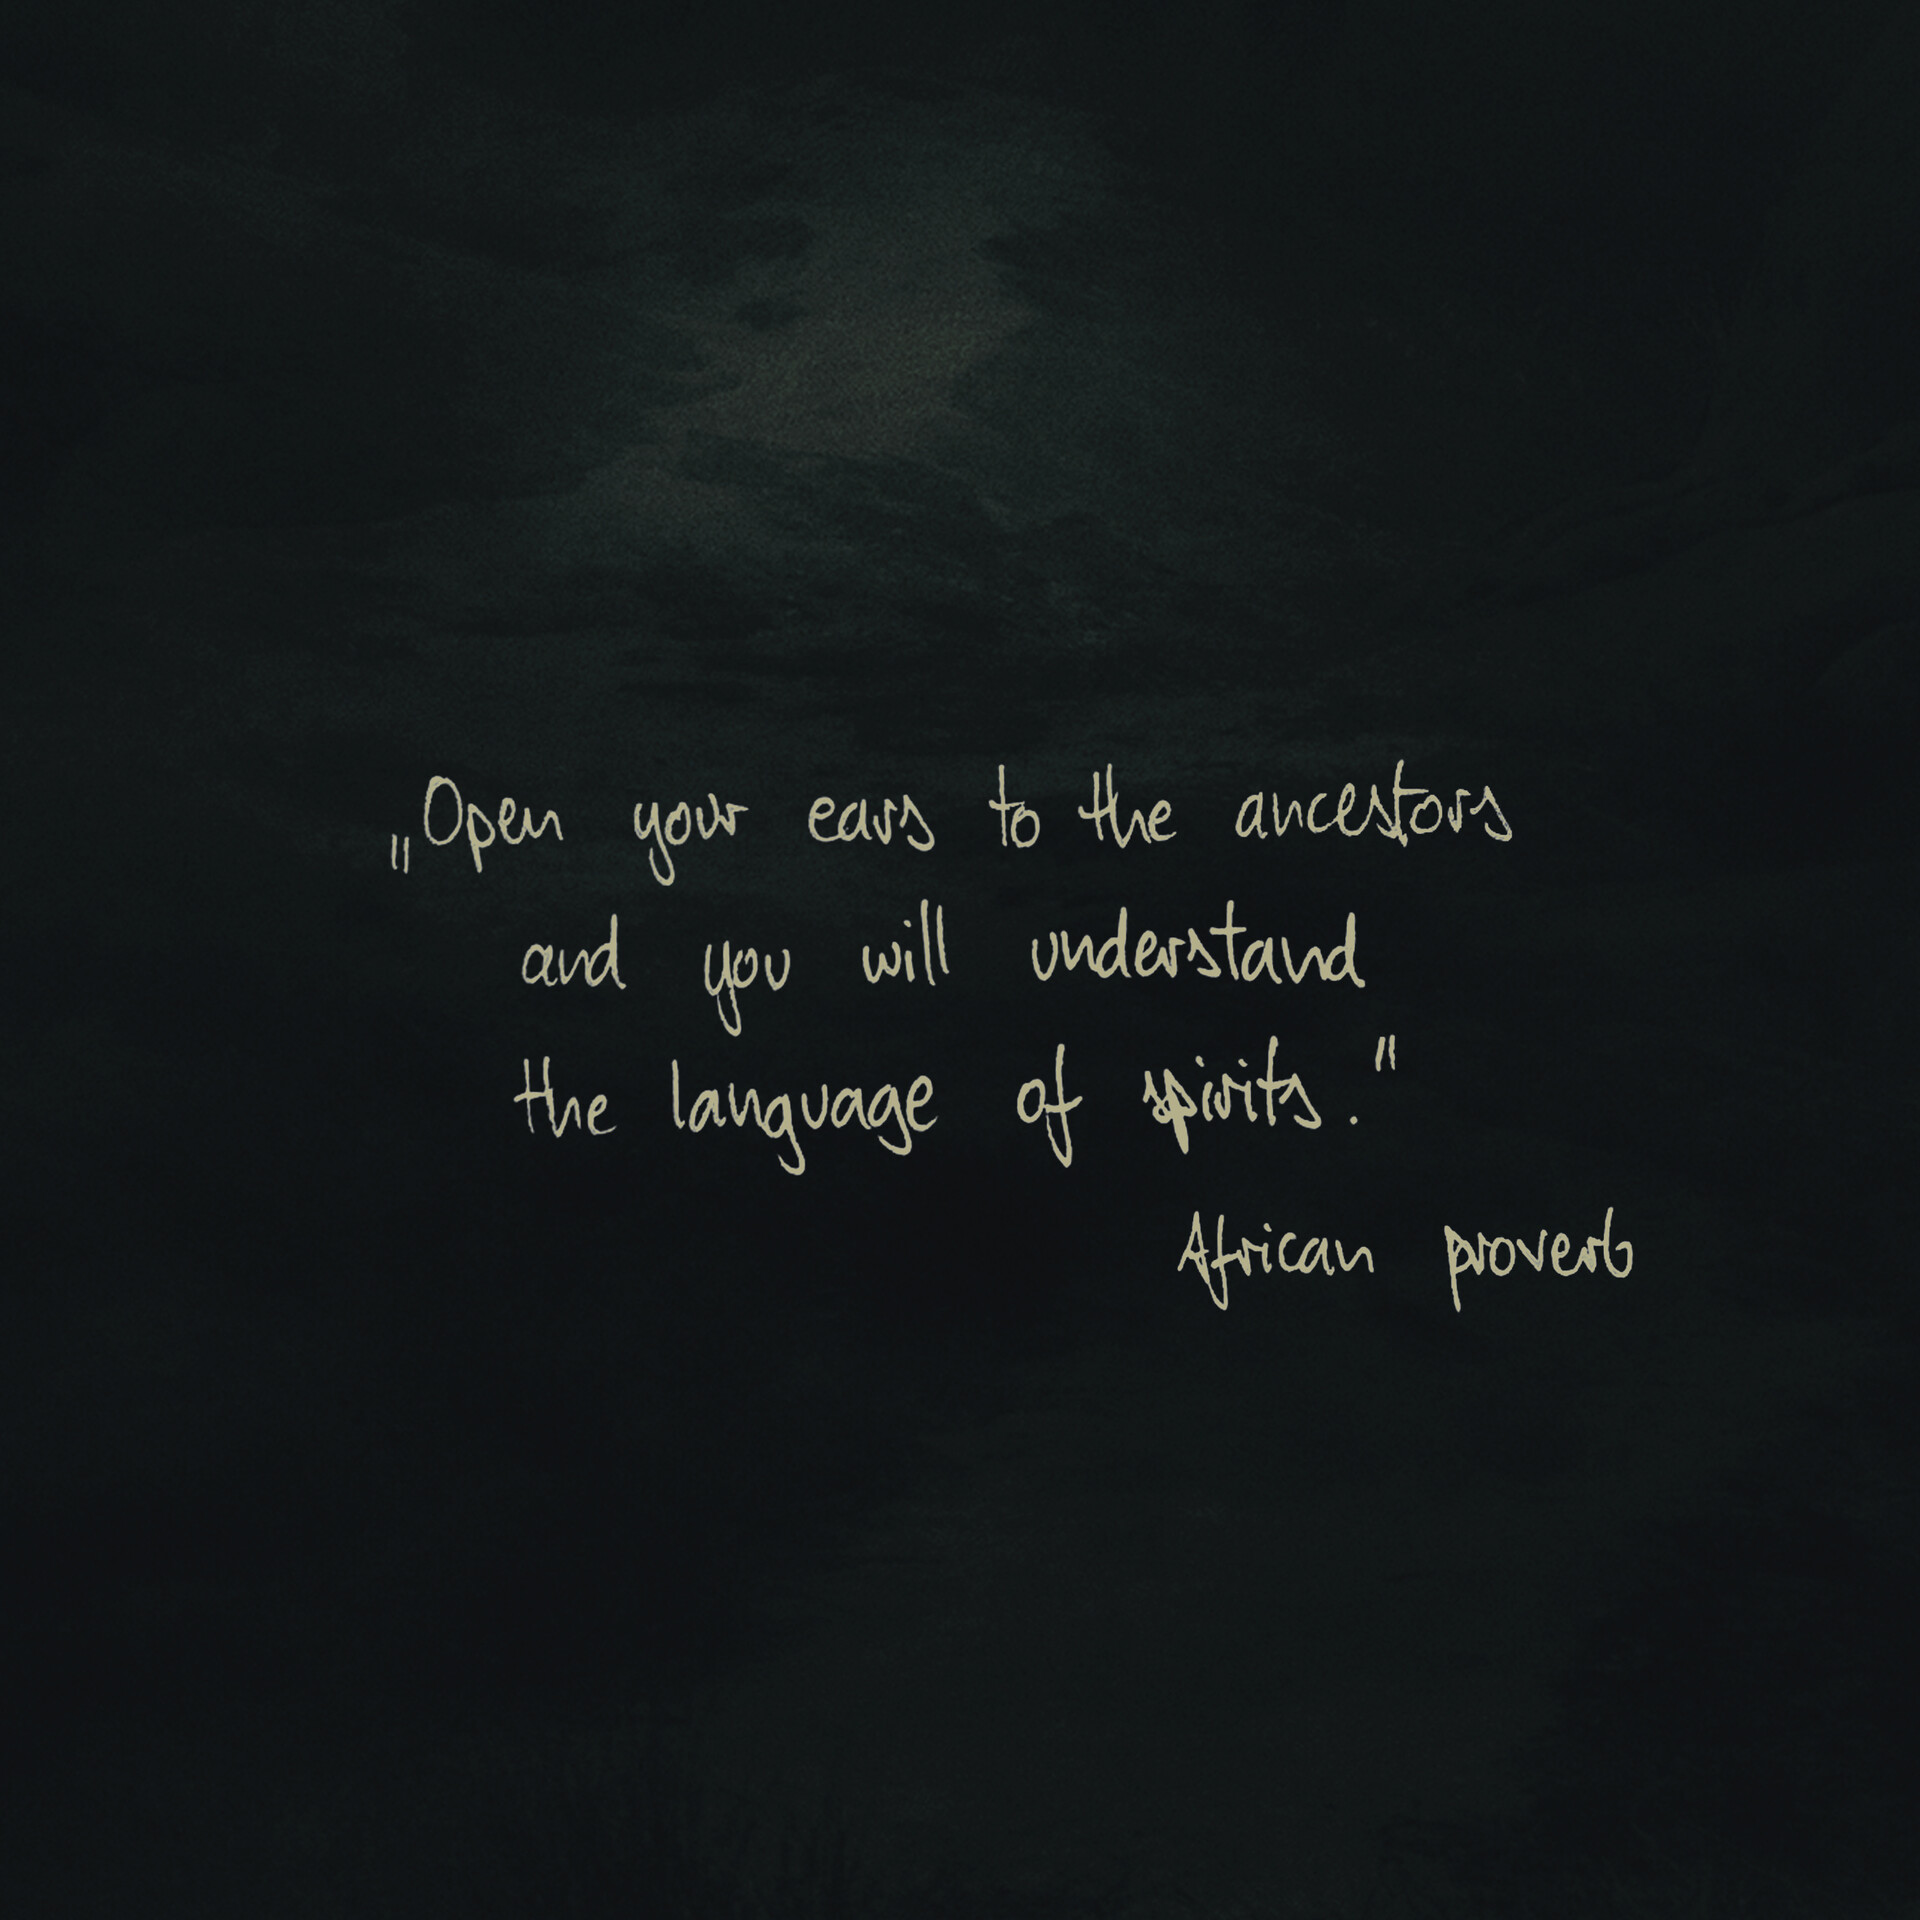 „Open your ears to the ancestors
and you will understand
the language of spirits."
African proverb